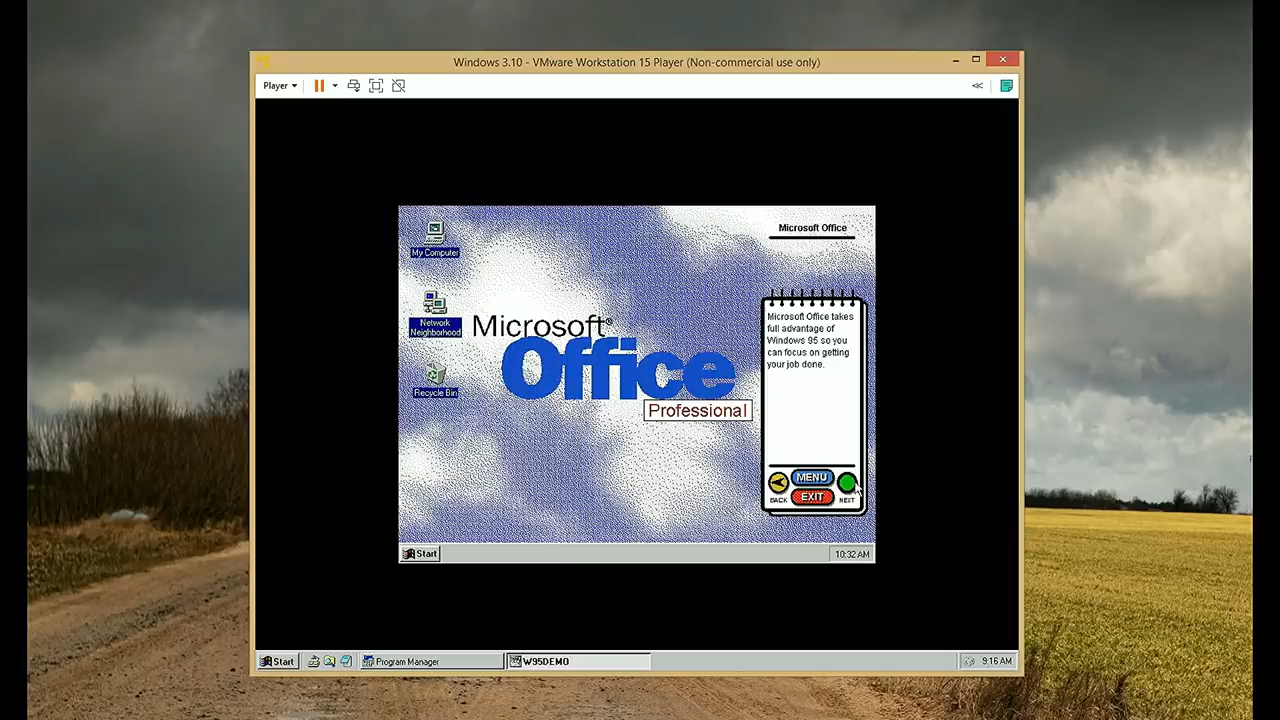 Windows 3.10 - VMware Workstation 15 Player (Non-commercial use only)
Player
Microsoft Office
My Computer
Network
Neighborhood
Recycle Bin
Microsoft®
Office
Professional
Microsoft Office takes
full advantage of
Windows 95 so you
can focus on getting
your job done.
MENU
BACK
EXIT
NEXT
Start
10:32 AM
Start
Program Manager
W95DEMO
9:16 AM